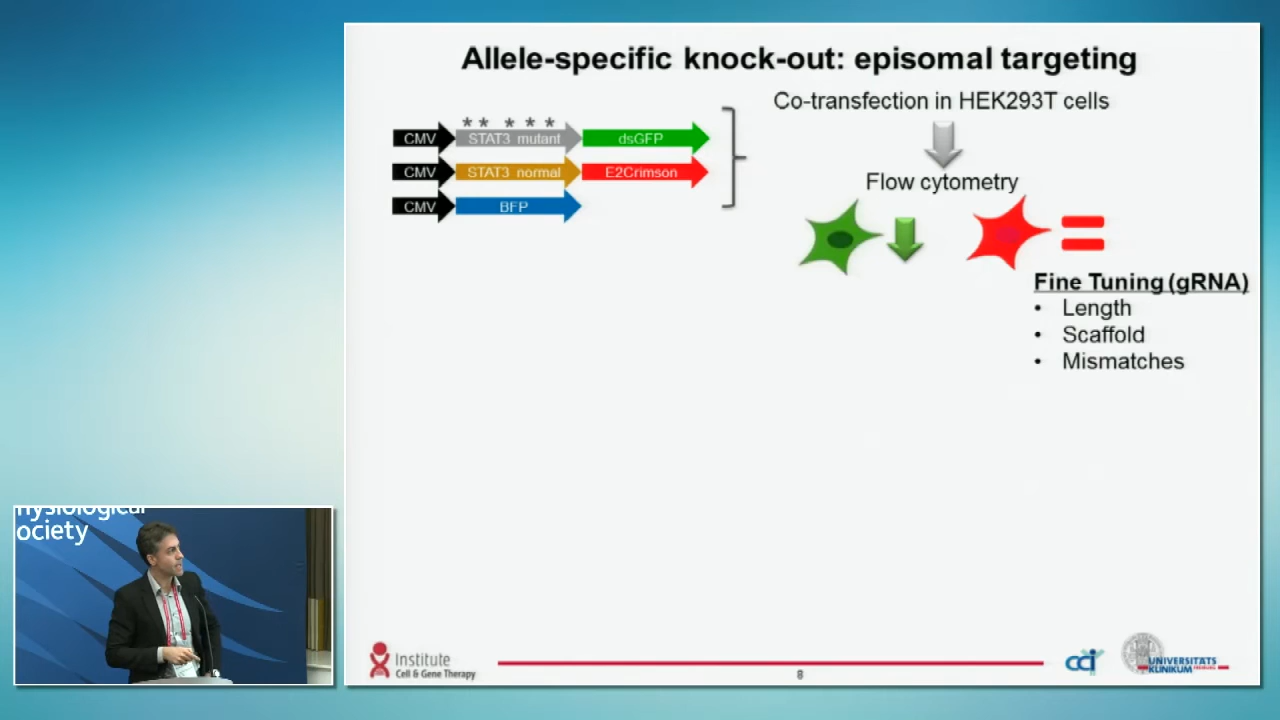 Allele-specific knock-out: episomal targeting
* * * * *
CMV STAT3 mutant dsGFP
CMV STAT3 normal E2Crimson
CMV BFP
Co-transfection in HEK293T cells
Flow cytometry
=
Fine Tuning (gRNA)
• Length
• Scaffold
• Mismatches
Institute
Cell & Gene Therapy
8
cci
UNIVERSITATS
KLINIKUM FREIBURG
hysiological
ociety